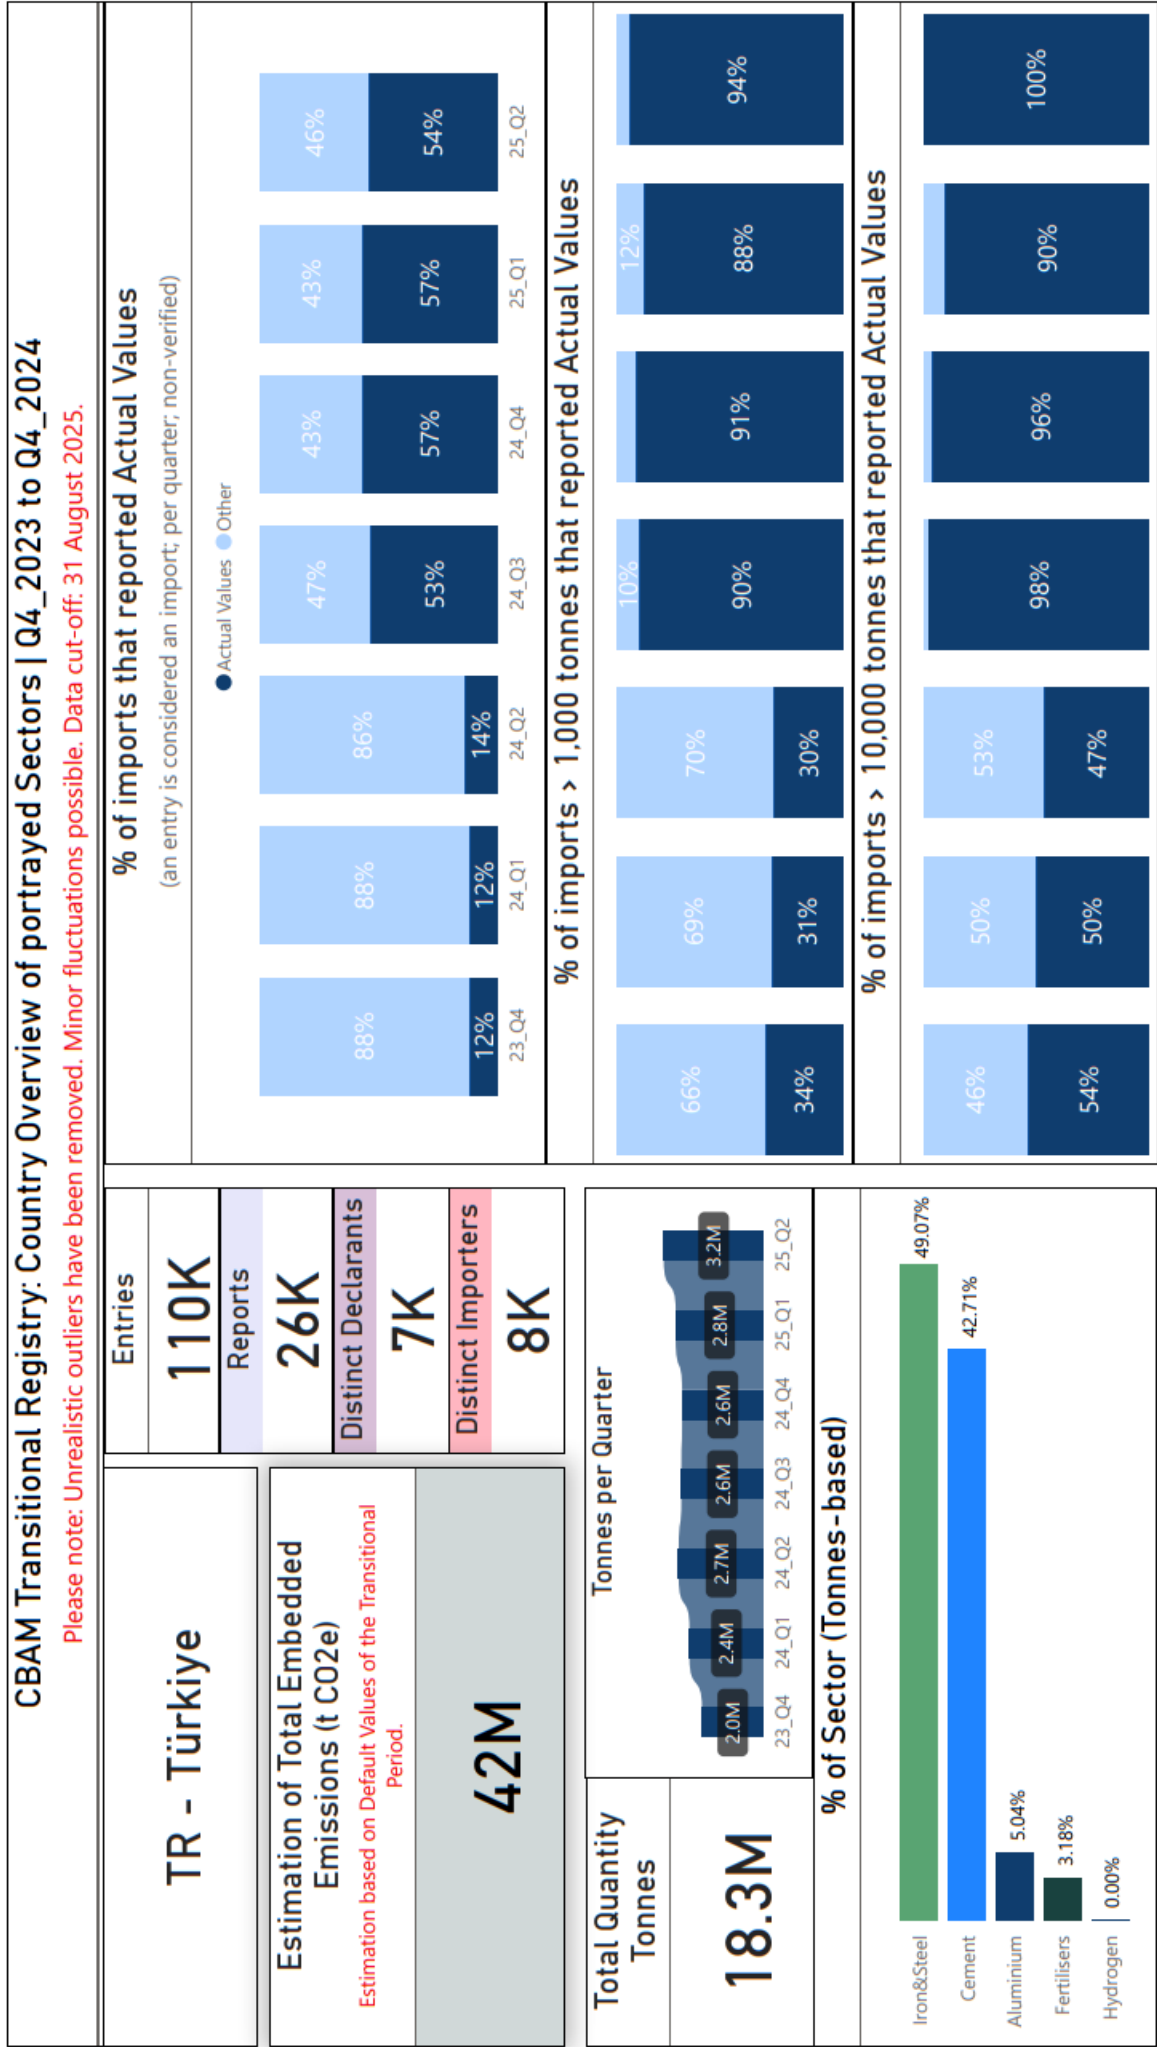 CBAM Transitional Registry: Country Overview of portrayed Sectors | Q4_2023 to Q4_2024
Please note: Unrealistic outliers have been removed. Minor fluctuations possible. Data cut-off: 31 August 2025.
TR - Türkiye
Estimation of Total Embedded
Emissions (t CO2e)
Estimation based on Default Values of the Transitional
Period.
42M
Entries
110K
Reports
26K
Distinct Declarants
7K
Distinct Importers
8K
Total Quantity
Tonnes
18.3M
Tonnes per Quarter
2.0M 2.4M 2.7M 2.6M 2.6M 2.8M 3.2M
23_Q4 24_Q1 24_Q2 24_Q3 24_Q4 25_Q1 25_Q2
% of Sector (Tonnes-based)
Iron&Steel 49.07%
Cement 42.71%
Aluminium 5.04%
Fertilisers 3.18%
Hydrogen 0.00%
% of imports that reported Actual Values
(an entry is considered an import; per quarter; non-verified)
Actual Values Other
88% 88% 86% 47% 43% 43% 46%
12% 12% 14% 53% 57% 57% 54%
23_Q4 24_Q1 24_Q2 24_Q3 24_Q4 25_Q1 25_Q2
% of imports > 1,000 tonnes that reported Actual Values
66% 69% 70% 10% 12%
34% 31% 30% 90% 91% 88% 94%
% of imports > 10,000 tonnes that reported Actual Values
46% 50% 53%
54% 50% 47% 98% 96% 90% 100%